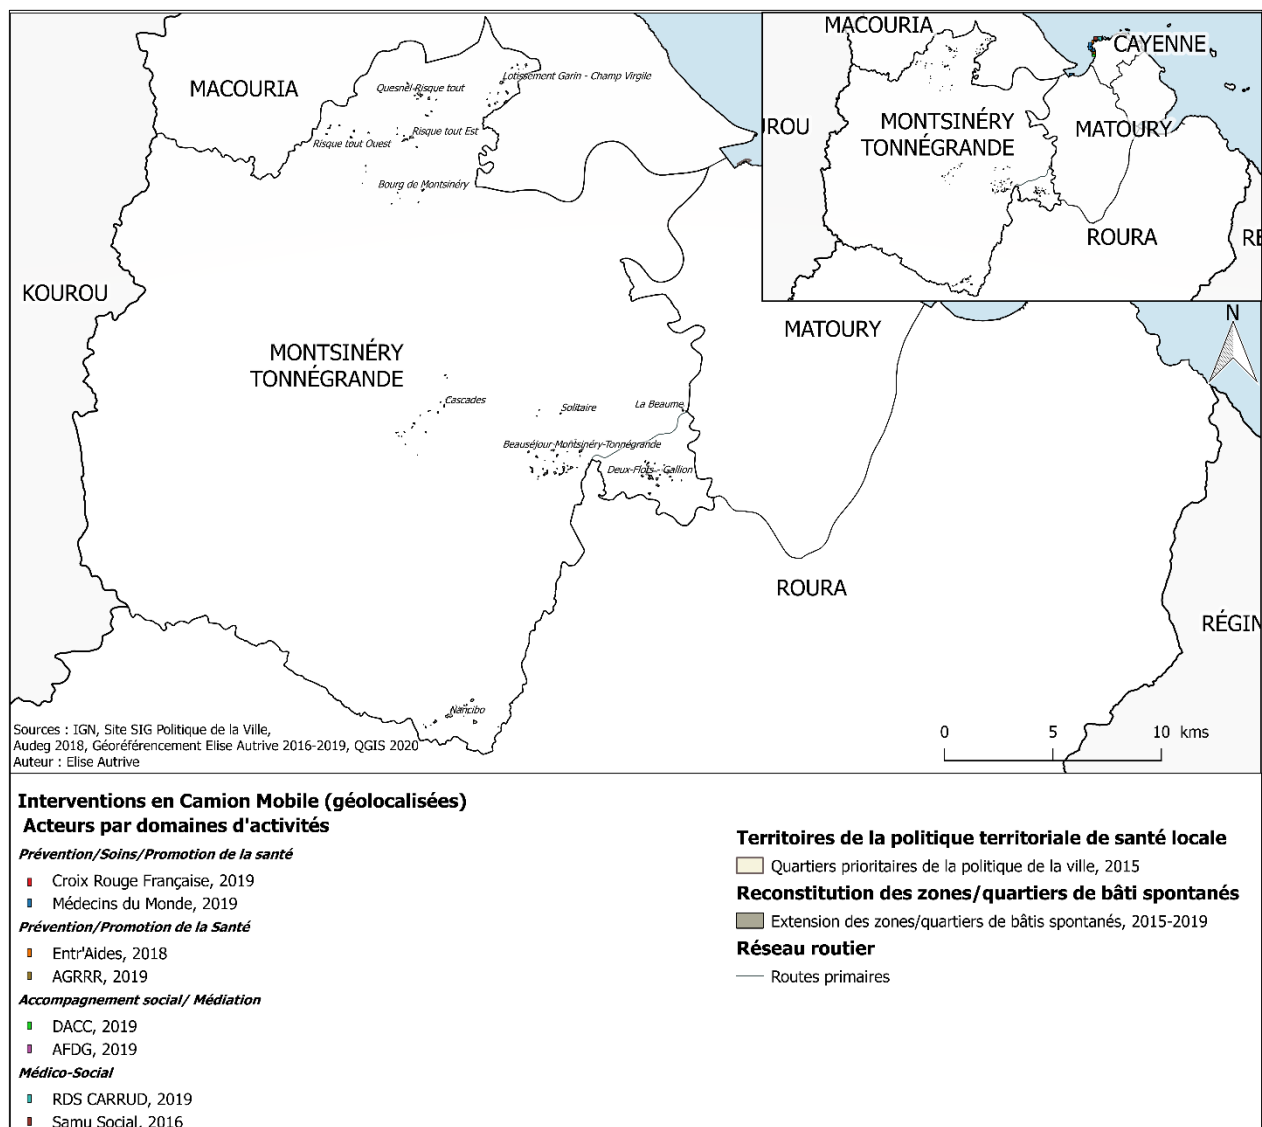 MACOURIA
Quesnel-Risque tout
Lotissement Garin - Champ Virgile
Risque tout Est
Risque tout Ouest
Bourg de Montsinéry
KOUROU
MONTSINÉRY
TONNÉGRANDE
MATOURY
Cascades
Solitaire
La Beaume
Beauséjour-Montsinéry-Tonnégrande
Deux-Flots - Gallion
ROURA
RÉGIN
Nancibo
MACOURIA
CAYENNE
UROU
MONTSINÉRY
TONNÉGRANDE
MATOURY
ROURA
RÉ
N
Sources : IGN, Site SIG Politique de la Ville,
Audeg 2018, Géoréférencement Elise Autrive 2016-2019, QGIS 2020
Auteur : Elise Autrive
0 5 10 kms
Interventions en Camion Mobile (géolocalisées)
Acteurs par domaines d'activités
Prévention/Soins/Promotion de la santé
Croix Rouge Française, 2019
Médecins du Monde, 2019
Prévention/Promotion de la Santé
Entr'Aides, 2018
AGRRR, 2019
Accompagnement social/ Médiation
DACC, 2019
AFDG, 2019
Médico-Social
RDS CARRUD, 2019
Samu Social, 2016
Territoires de la politique territoriale de santé locale
Quartiers prioritaires de la politique de la ville, 2015
Reconstitution des zones/quartiers de bâti spontanés
Extension des zones/quartiers de bâtis spontanés, 2015-2019
Réseau routier
Routes primaires